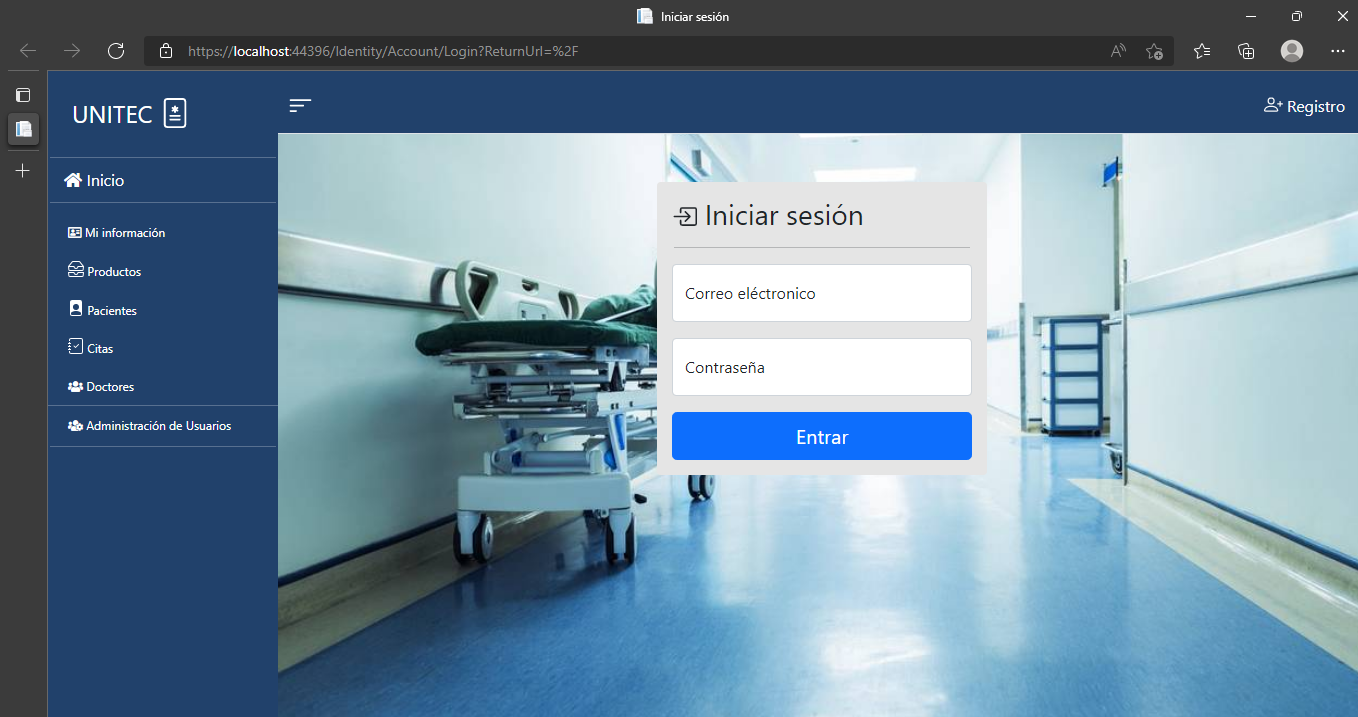 Iniciar sesión
https://localhost:44396/Identity/Account/Login?ReturnUrl=%2F
UNITEC
Registro
Inicio
Mi información
Productos
Pacientes
Citas
Doctores
Administración de Usuarios
Iniciar sesión
Correo eléctronico
Contraseña
Entrar